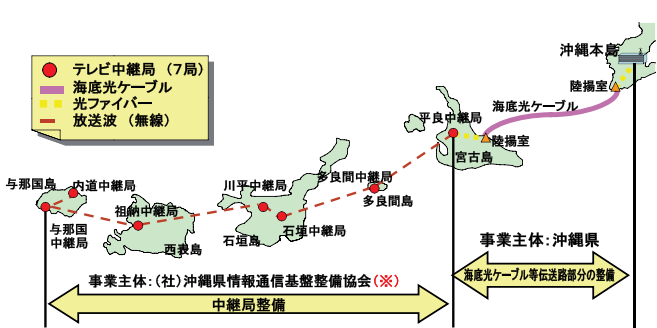 沖縄本島
テレビ中継局 (7局)
海底光ケーブル
光ファイバー
放送波 (無線)
陸揚室
海底光ケーブル
平良中継局
陸揚室
宮古島
多良間中継局
多良間島
与那国島
内道中継局
川平中継局
祖納中継局
与那国
中継局
西表島
石垣島
石垣中継局
事業主体：沖縄県
海底光ケーブル等伝送路部分の整備
事業主体：(社)沖縄県情報通信基盤整備協会(※)
中継局整備